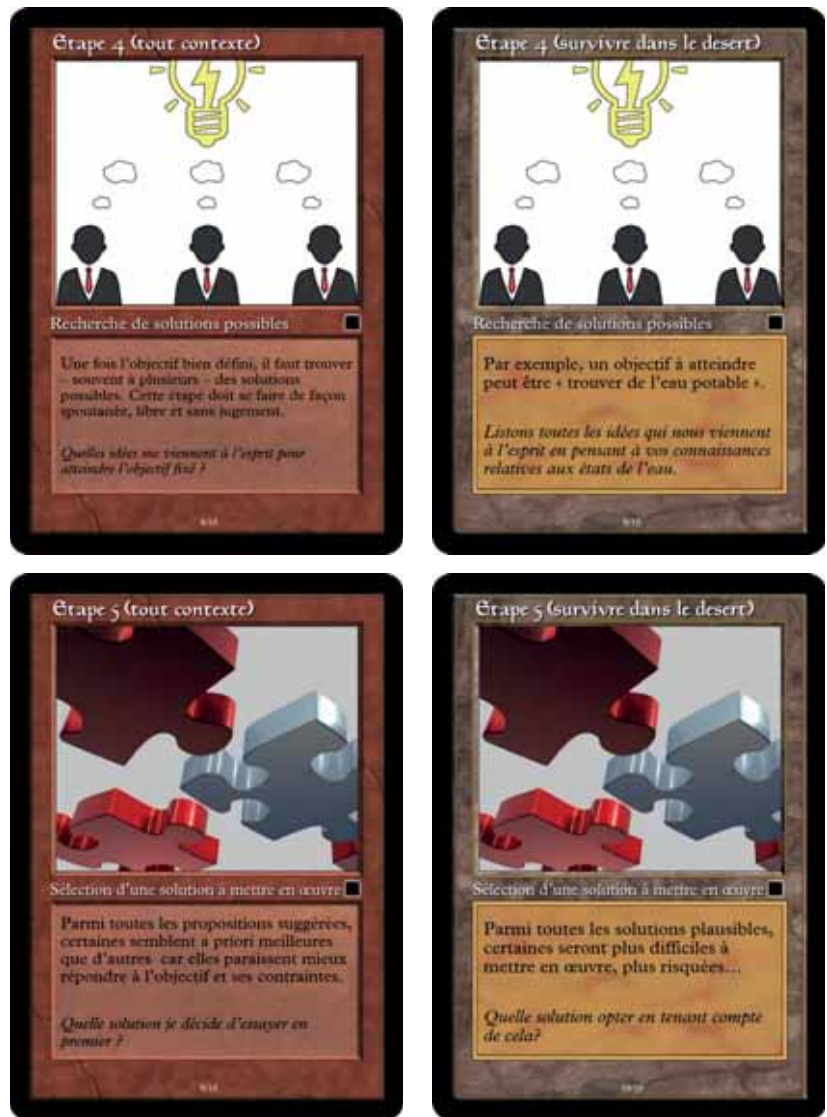 Etape 4 (tout contexte)
Recherche de solutions possibles
Une fois l'objectif bien défini, il faut trouver
– souvent à plusieurs – des solutions
possibles. Cette étape doit se faire de façon
spontanée, libre et sans jugement.
Quelles idées me viennent à l'esprit pour
atteindre l'objectif fixé ?
Etape 4 (survivre dans le desert)
Recherche de solutions possibles
Par exemple, un objectif à atteindre
peut être « trouver de l'eau potable ».
Listons toutes les idées qui nous viennent
à l'esprit en pensant à vos connaissances
relatives aux états de l'eau.
Etape 5 (tout contexte)
Sélection d'une solution à mettre en œuvre
Parmi toutes les propositions suggérées,
certaines semblent a priori meilleures
que d'autres car elles paraissent mieux
répondre à l'objectif et ses contraintes.
Quelle solution je décide d'essayer en
premier ?
Etape 5 (survivre dans le desert)
Sélection d'une solution à mettre en œuvre
Parmi toutes les solutions plausibles,
certaines seront plus difficiles à
mettre en œuvre, plus risquées...
Quelle solution opter en tenant compte
de cela?